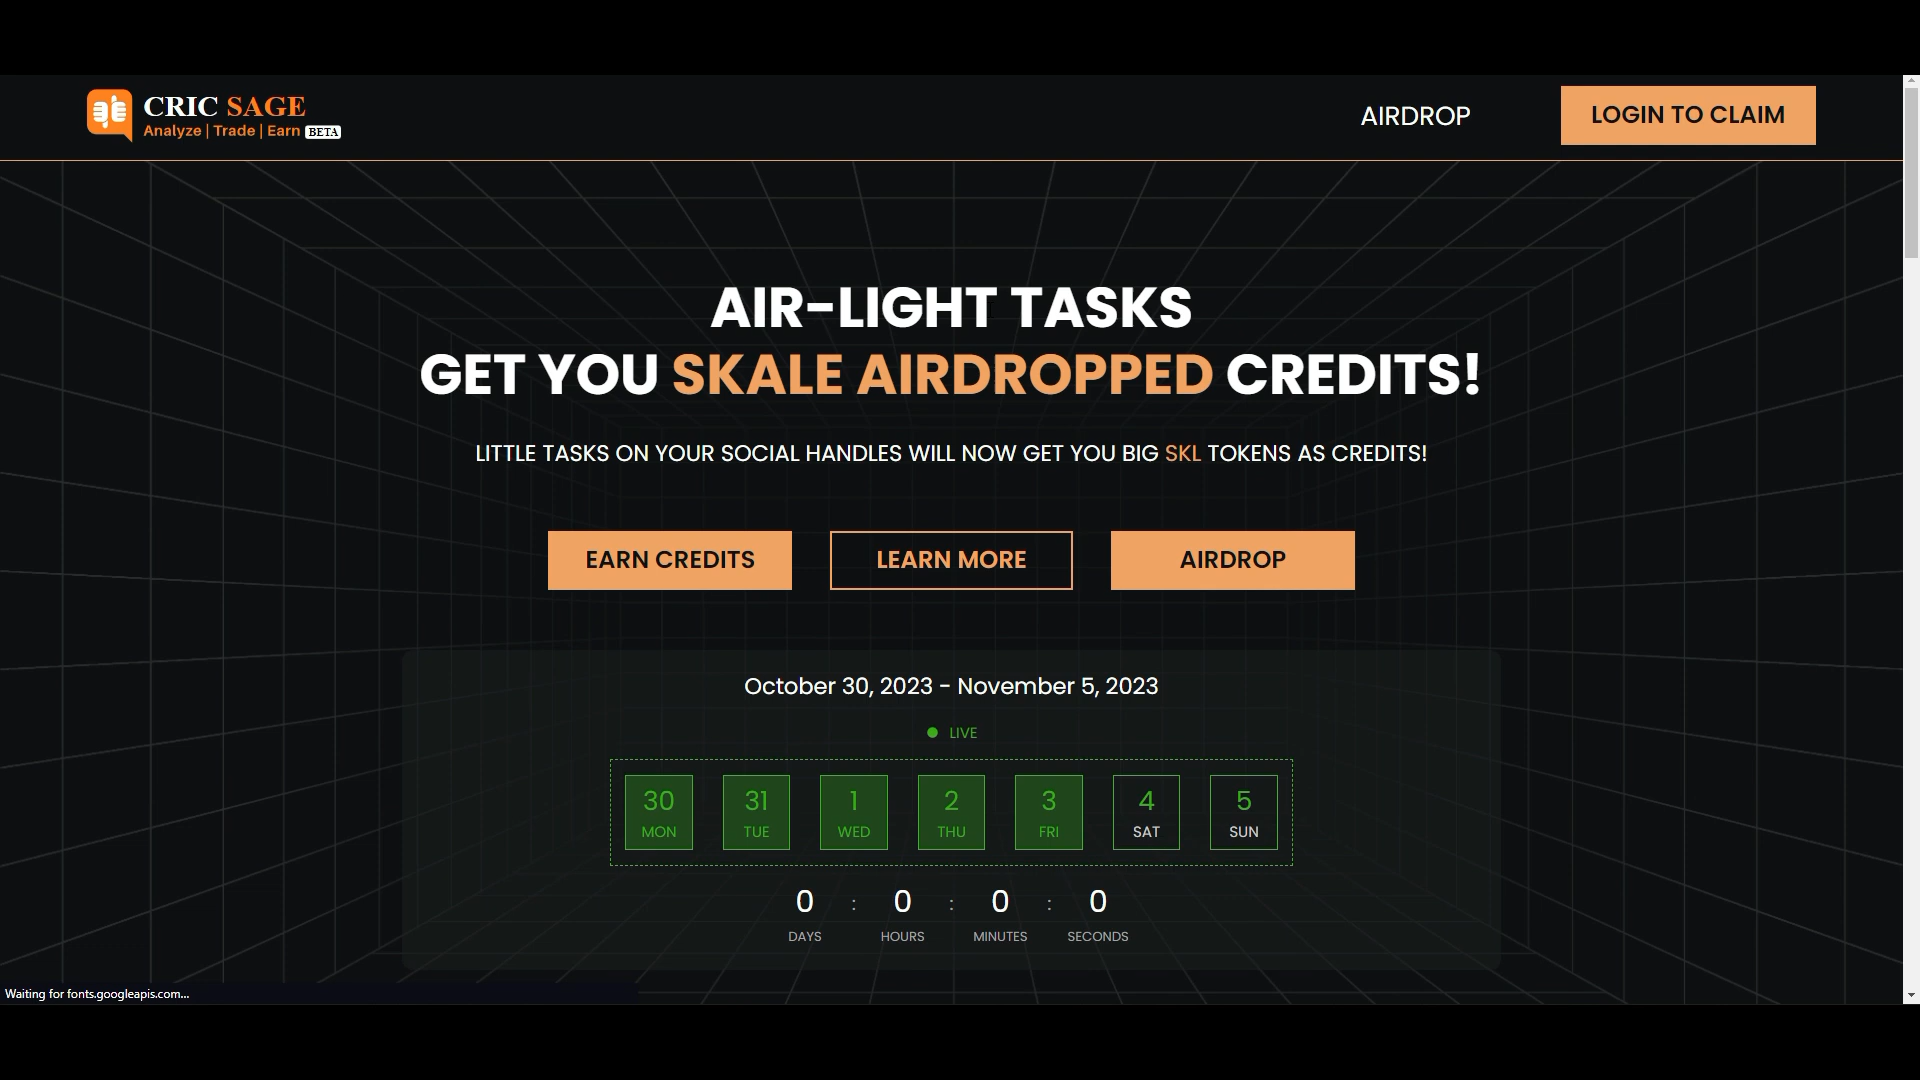 CRIC SAGE
Analyze | Trade | Earn BETA
AIRDROP
LOGIN TO CLAIM
AIR-LIGHT TASKS
GET YOU SKALE AIRDROPPED CREDITS!
LITTLE TASKS ON YOUR SOCIAL HANDLES WILL NOW GET YOU BIG SKL TOKENS AS CREDITS!
EARN CREDITS
LEARN MORE
AIRDROP
October 30, 2023 - November 5, 2023
LIVE
30 31 1 2 3 4 5
MON TUE WED THU FRI SAT SUN
0 : 0 : 0 : 0
DAYS HOURS MINUTES SECONDS
Waiting for fonts.googleapis.com...